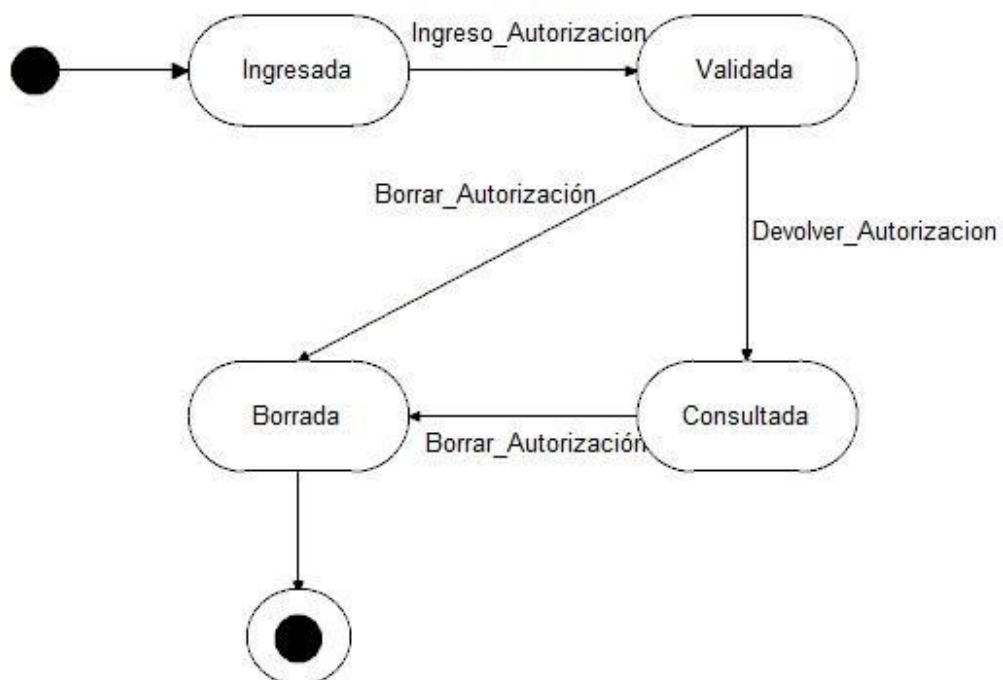 Ingreso_Autorizacion
Ingresada
Validada
Borrar_Autorización
Devolver_Autorizacion
Borrada
Consultada
Borrar_Autorización